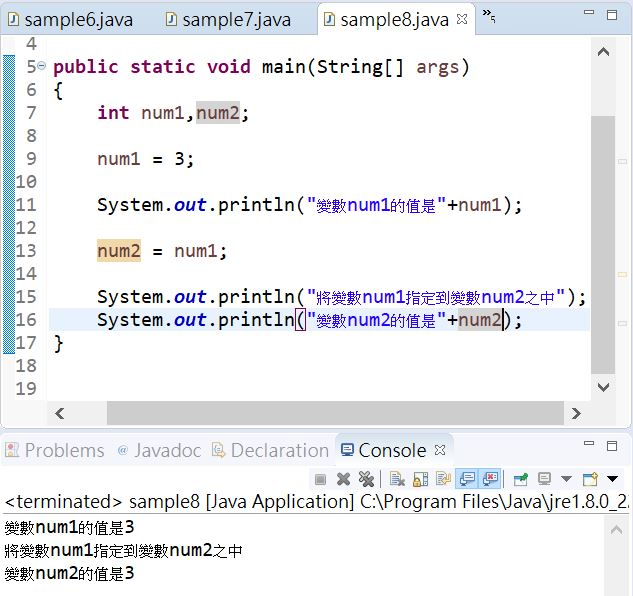 sample6.java sample7.java sample8.java 5
4
5 public static void main(String[] args)
6 {
7 int num1,num2;
8
9 num1 = 3;
10
11 System.out.println("變數num1的值是"+num1);
12
13 num2 = num1;
14
15 System.out.println("將變數num1指定到變數num2之中");
16 System.out.println("變數num2的值是"+num2);
17 }
18
19
Problems @ Javadoc Declaration Console
<terminated> sample8 [Java Application] C:\Program Files\Java\jre1.8.0_2
變數num1的值是3
將變數num1指定到變數num2之中
變數num2的值是3